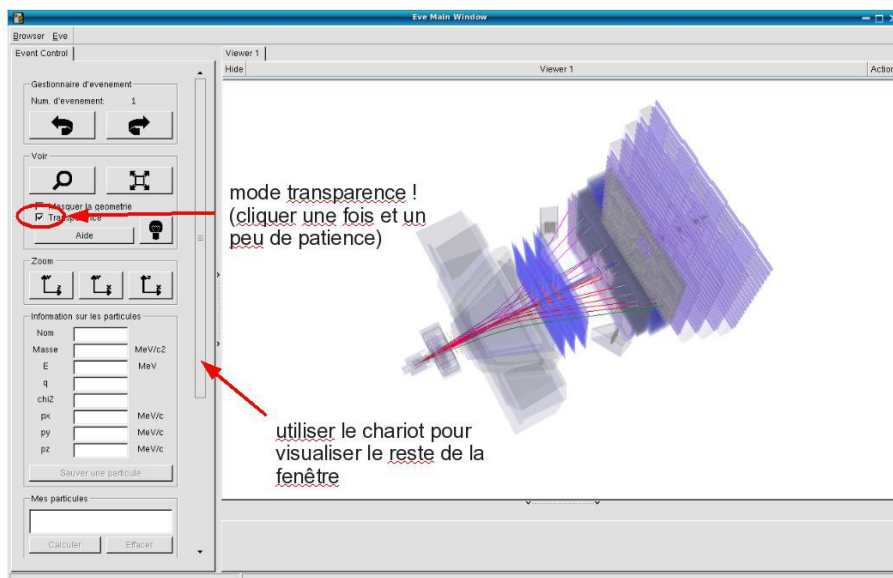 Eve Main Window
Browser Eve
Event Control
Viewer 1
Hide
Viewer 1
Action
Gestionnaire d'evenement
Num. d'evenement: 1
Voir
Masquer la geometrie
Transparence
Aide
mode transparence !
(cliquer une fois et un
peu de patience)
Zoom
Information sur les particules
Nom
Masse MeV/c2
E MeV
q
chi2
px MeV/c
py MeV/c
pz MeV/c
Sauver une particule
utiliser le chariot pour
visualiser le reste de la
fenêtre
Mes particules
Calculer Effacer